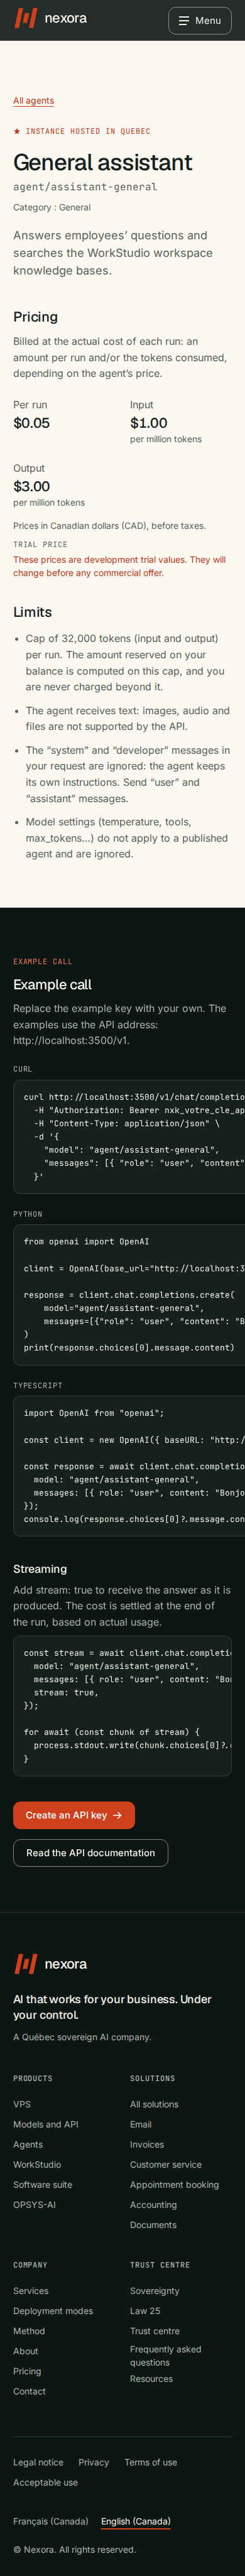 nexora
Menu
All agents
★ INSTANCE HOSTED IN QUEBEC
General assistant
agent/assistant-general
Category : General
Answers employees’ questions and
searches the WorkStudio workspace
knowledge bases.
Pricing
Billed at the actual cost of each run: an
amount per run and/or the tokens consumed,
depending on the agent’s price.
Per run
$0.05
Input
$1.00
per million tokens
Output
$3.00
per million tokens
Prices in Canadian dollars (CAD), before taxes.
TRIAL PRICE
These prices are development trial values. They will
change before any commercial offer.
Limits
• Cap of 32,000 tokens (input and output)
per run. The amount reserved on your
balance is computed on this cap, and you
are never charged beyond it.
• The agent receives text: images, audio and
files are not supported by the API.
• The “system” and “developer” messages in
your request are ignored: the agent keeps
its own instructions. Send “user” and
“assistant” messages.
• Model settings (temperature, tools,
max_tokens…) do not apply to a published
agent and are ignored.
EXAMPLE CALL
Example call
Replace the example key with your own. The
examples use the API address:
http://localhost:3500/v1.
CURL
curl http://localhost:3500/v1/chat/completio
-H "Authorization: Bearer nxk_votre_cle_ap
-H "Content-Type: application/json" \
-d '{
"model": "agent/assistant-general",
"messages": [{ "role": "user", "content"
}'
PYTHON
from openai import OpenAI
client = OpenAI(base_url="http://localhost:3
response = client.chat.completions.create(
model="agent/assistant-general",
messages=[{"role": "user", "content": "B
)
print(response.choices[0].message.content)
TYPESCRIPT
import OpenAI from "openai";
const client = new OpenAI({ baseURL: "http:/
const response = await client.chat.completio
model: "agent/assistant-general",
messages: [{ role: "user", content: "Bonjo
});
console.log(response.choices[0]?.message.con
Streaming
Add stream: true to receive the answer as it is
produced. The cost is settled at the end of
the run, based on actual usage.
const stream = await client.chat.completic
model: "agent/assistant-general",
messages: [{ role: "user", content: "Bon
stream: true,
});
for await (const chunk of stream) {
process.stdout.write(chunk.choices[0]?.c
}
Create an API key →
Read the API documentation
nexora
AI that works for your business. Under
your control.
A Québec sovereign AI company.
PRODUCTS
VPS
Models and API
Agents
WorkStudio
Software suite
OPSYS-AI
SOLUTIONS
All solutions
Email
Invoices
Customer service
Appointment booking
Accounting
Documents
COMPANY
Services
Deployment modes
Method
About
Pricing
Contact
TRUST CENTRE
Sovereignty
Law 25
Trust centre
Frequently asked
questions
Resources
Legal notice
Privacy
Terms of use
Acceptable use
Français (Canada)
English (Canada)
© Nexora. All rights reserved.